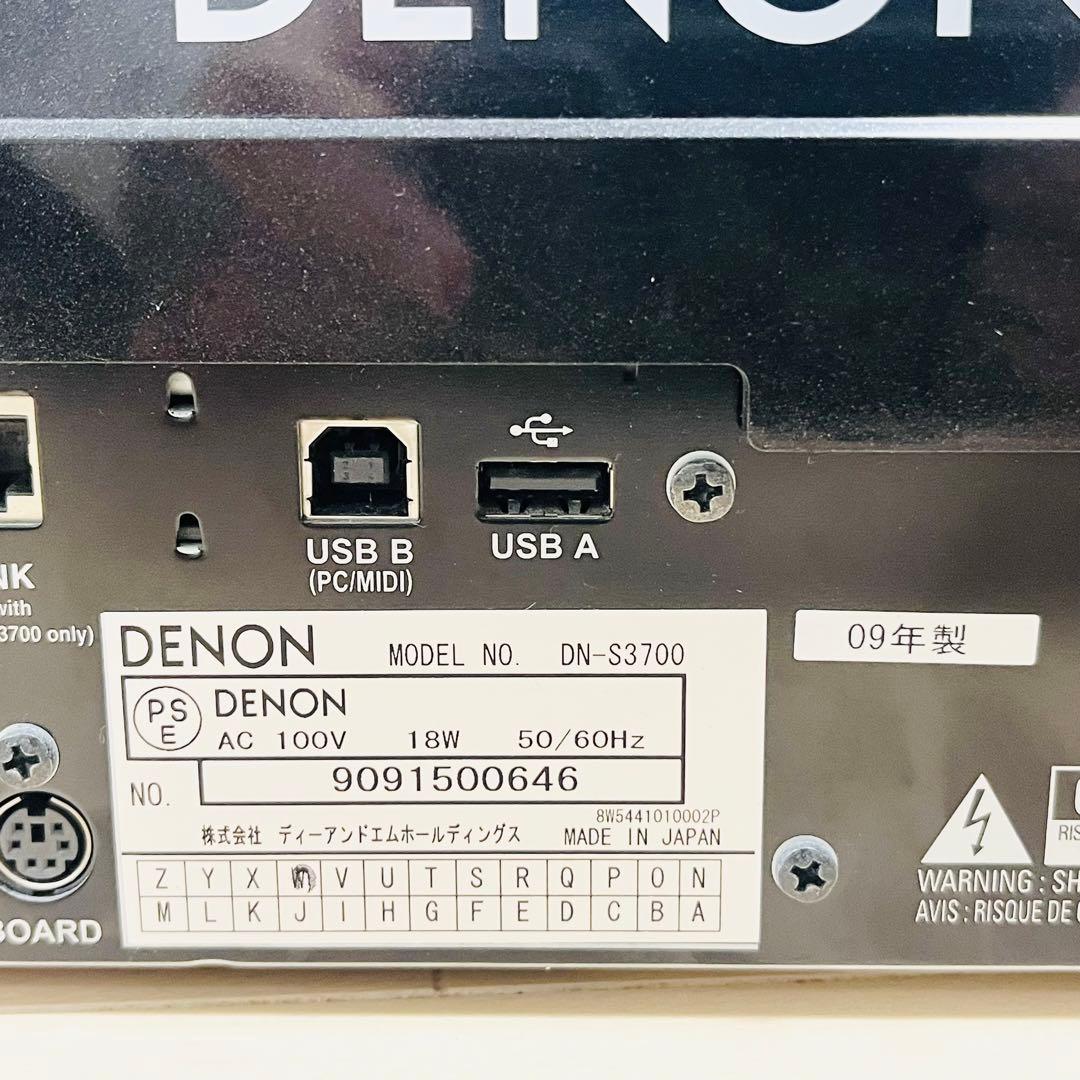 DENON
USB B
(PC/MIDI)
USB A
NK
with
3700 only)
BOARD
DENON
MODEL NO. DN-S3700
PSE DENON
AC 100V 18W 50/60Hz
NO. 9091500646
8W5441010002P
株式会社 ディーアンドエムホールディングス MADE IN JAPAN
Z Y X W V U T S R Q P O N
M L K J I H G F E D C B A
09年製
WARNING : SH
AVIS : RISQUE DE
RIS